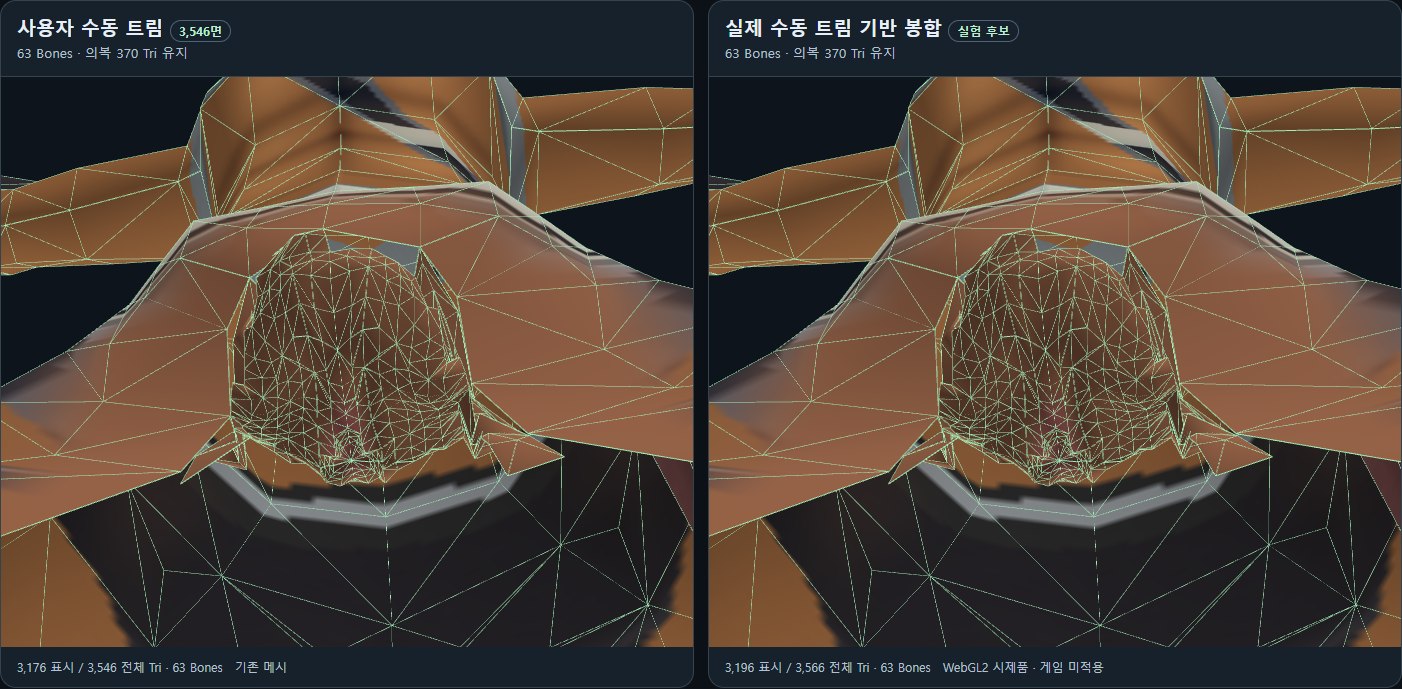 사용자 수동 트림 3,546면
63 Bones · 의복 370 Tri 유지
3,176 표시 / 3,546 전체 Tri · 63 Bones 기존 메시
실제 수동 트림 기반 봉합 실험 후보
63 Bones · 의복 370 Tri 유지
3,196 표시 / 3,566 전체 Tri · 63 Bones WebGL2 시제품 · 게임 미적용